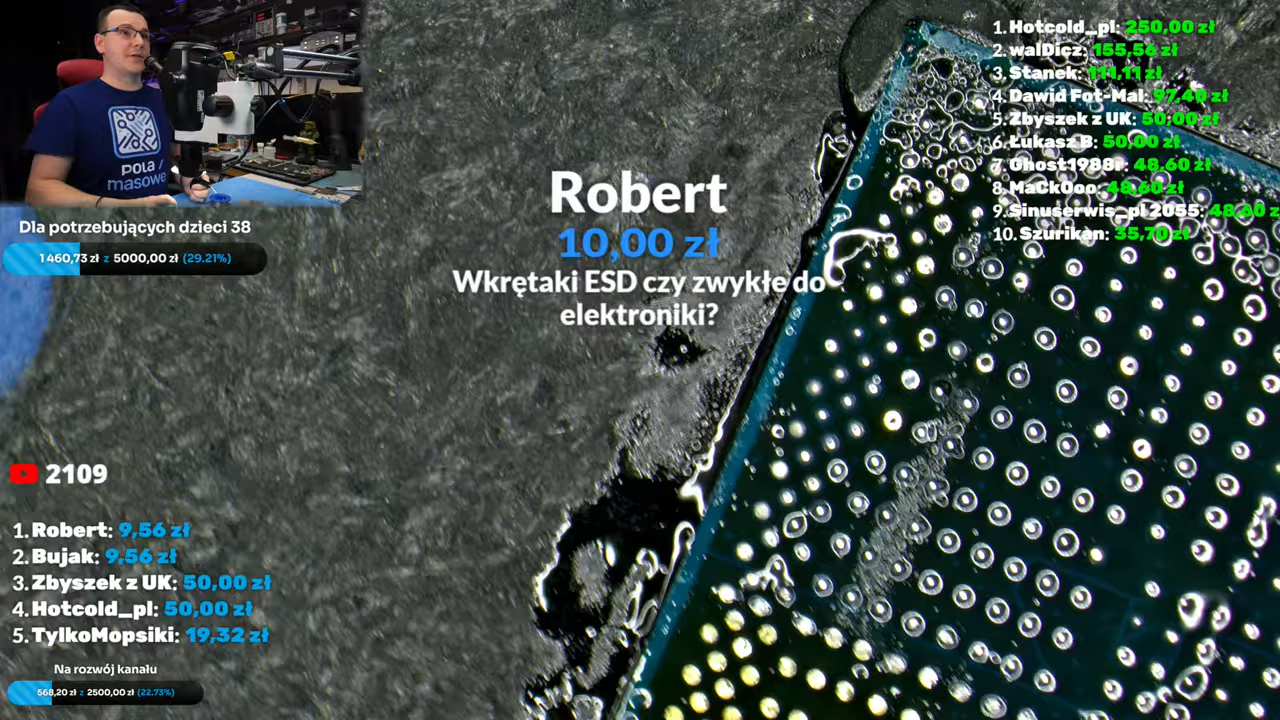 pola /
masowe
Dla potrzebujących dzieci 38
1 460,73 zł z 5000,00 zł (29.21%)
Robert
10,00 zł
Wkrętaki ESD czy zwykłe do
elektroniki?
1. Hotcold_pl: 250,00 zł
2. walDicz: 155,56 zł
3. Stanek: 111,11 zł
4. Dawid Fot-Mal: 97,40 zł
5. Zbyszek z UK: 50,00 zł
6. Łukasz B: 50,00 zł
7. Ghost1988r: 48,60 zł
8. MaCkOoo: 48,60 zł
9. Sinuserwis_pl 2055: 48,60 z
10. Szurikan: 35,70 zł
2109
1. Robert: 9,56 zł
2. Bujak: 9,56 zł
3. Zbyszek z UK: 50,00 zł
4. Hotcold_pl: 50,00 zł
5. TylkoMopsiki: 19,32 zł
Na rozwój kanału
568,20 zł z 2500,00 zł (22.73%)